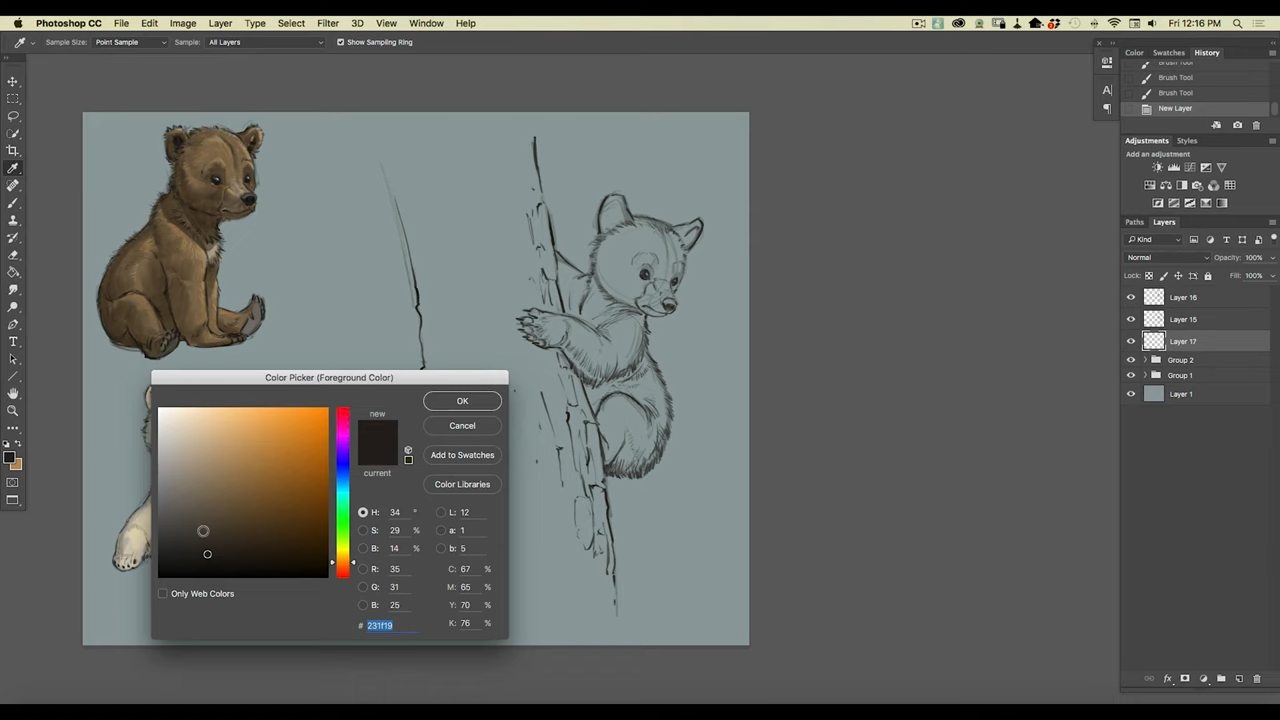 Photoshop CC File Edit Image Layer Type Select Filter 3D View Window Help Fri 12:16 PM
Sample Size: Point Sample Sample: All Layers Show Sampling Ring
Color Swatches History
Brush Tool
Brush Tool
Brush Tool
New Layer
Adjustments Styles
Add an adjustment
Paths Layers
Kind
Normal Opacity: 100%
Lock: Fill: 100%
Layer 16
Layer 15
Layer 17
Group 2
Group 1
Layer 1
Color Picker (Foreground Color)
new
current
OK
Cancel
Add to Swatches
Color Libraries
H: 34 ° L: 12
S: 29 % a: 1
B: 14 % b: 5
R: 35 C: 67 %
G: 31 M: 65 %
B: 25 Y: 70 %
# 231f19 K: 76 %
Only Web Colors